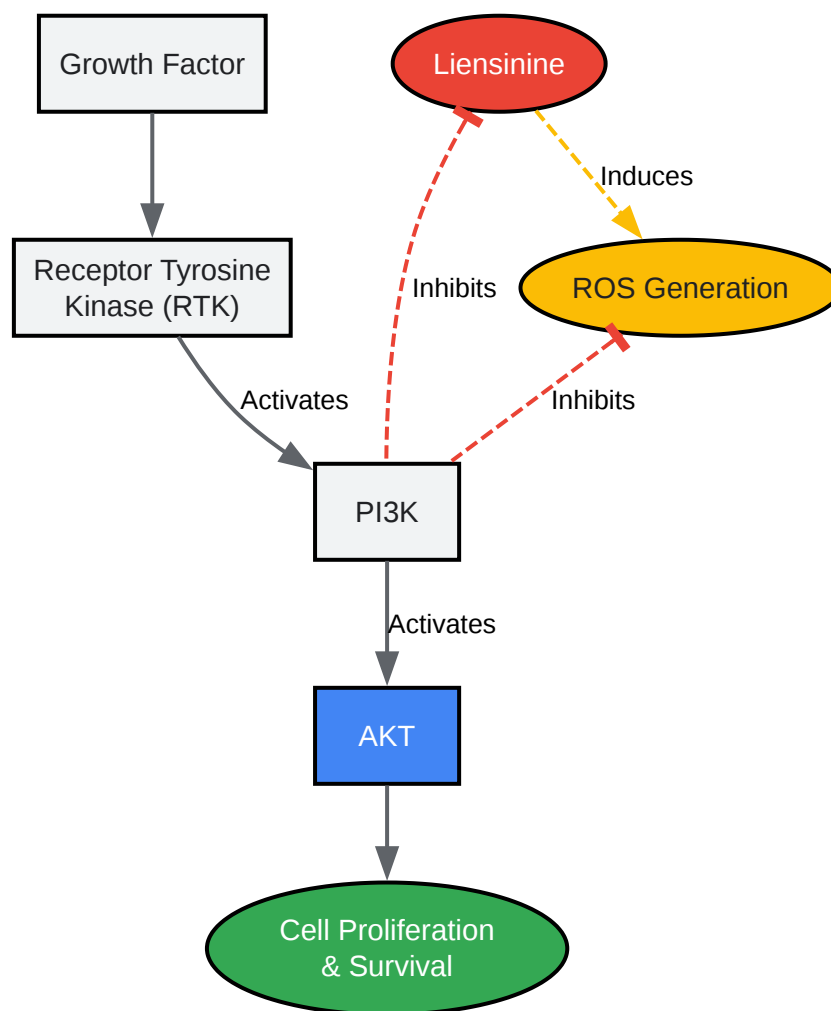 Growth Factor
Liensinine
Induces
Receptor Tyrosine
Kinase (RTK)
Inhibits
ROS Generation
Activates
Inhibits
PI3K
Activates
AKT
Cell Proliferation
& Survival